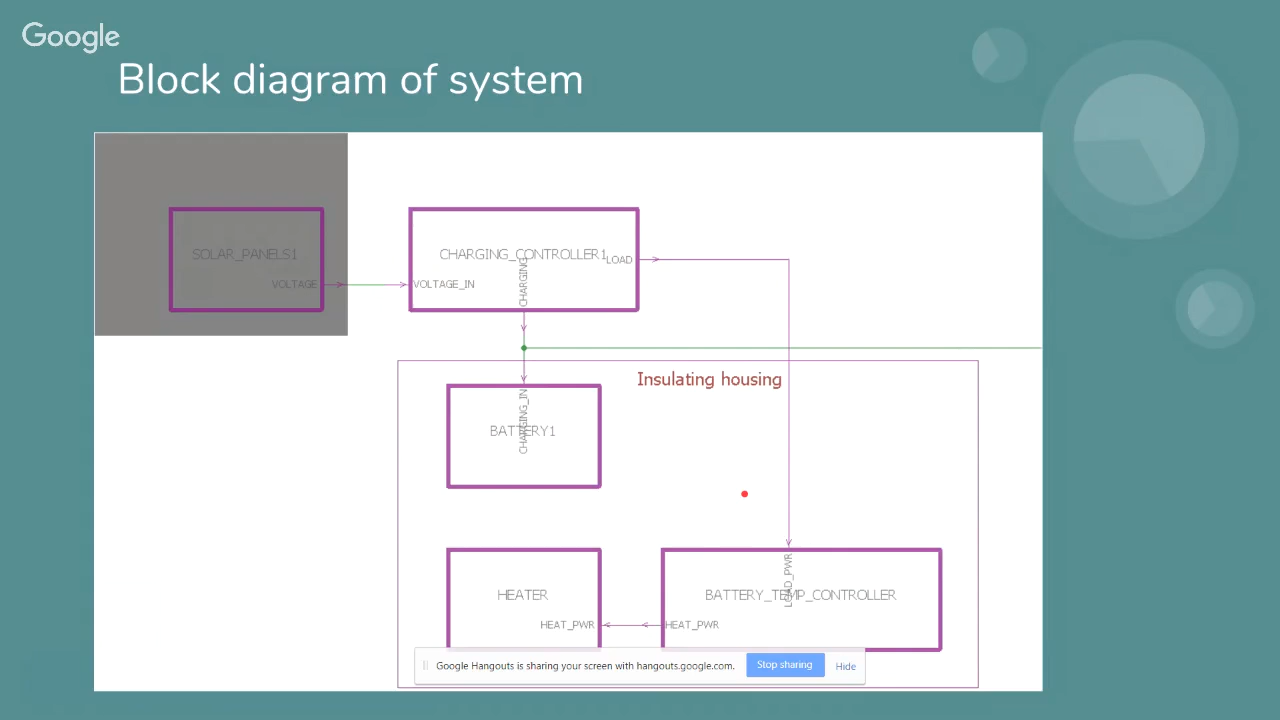 Google
Block diagram of system
SOLAR_PANELS1
VOLTAGE
CHARGING_CONTROLLER1
LOAD
VOLTAGE_IN
CHARGING
Insulating housing
CHARGING_IN
BATTERY1
LOAD_PWR
HEATER
HEAT_PWR
BATTERY_TEMP_CONTROLLER
HEAT_PWR
Google Hangouts is sharing your screen with hangouts.google.com.
Stop sharing
Hide